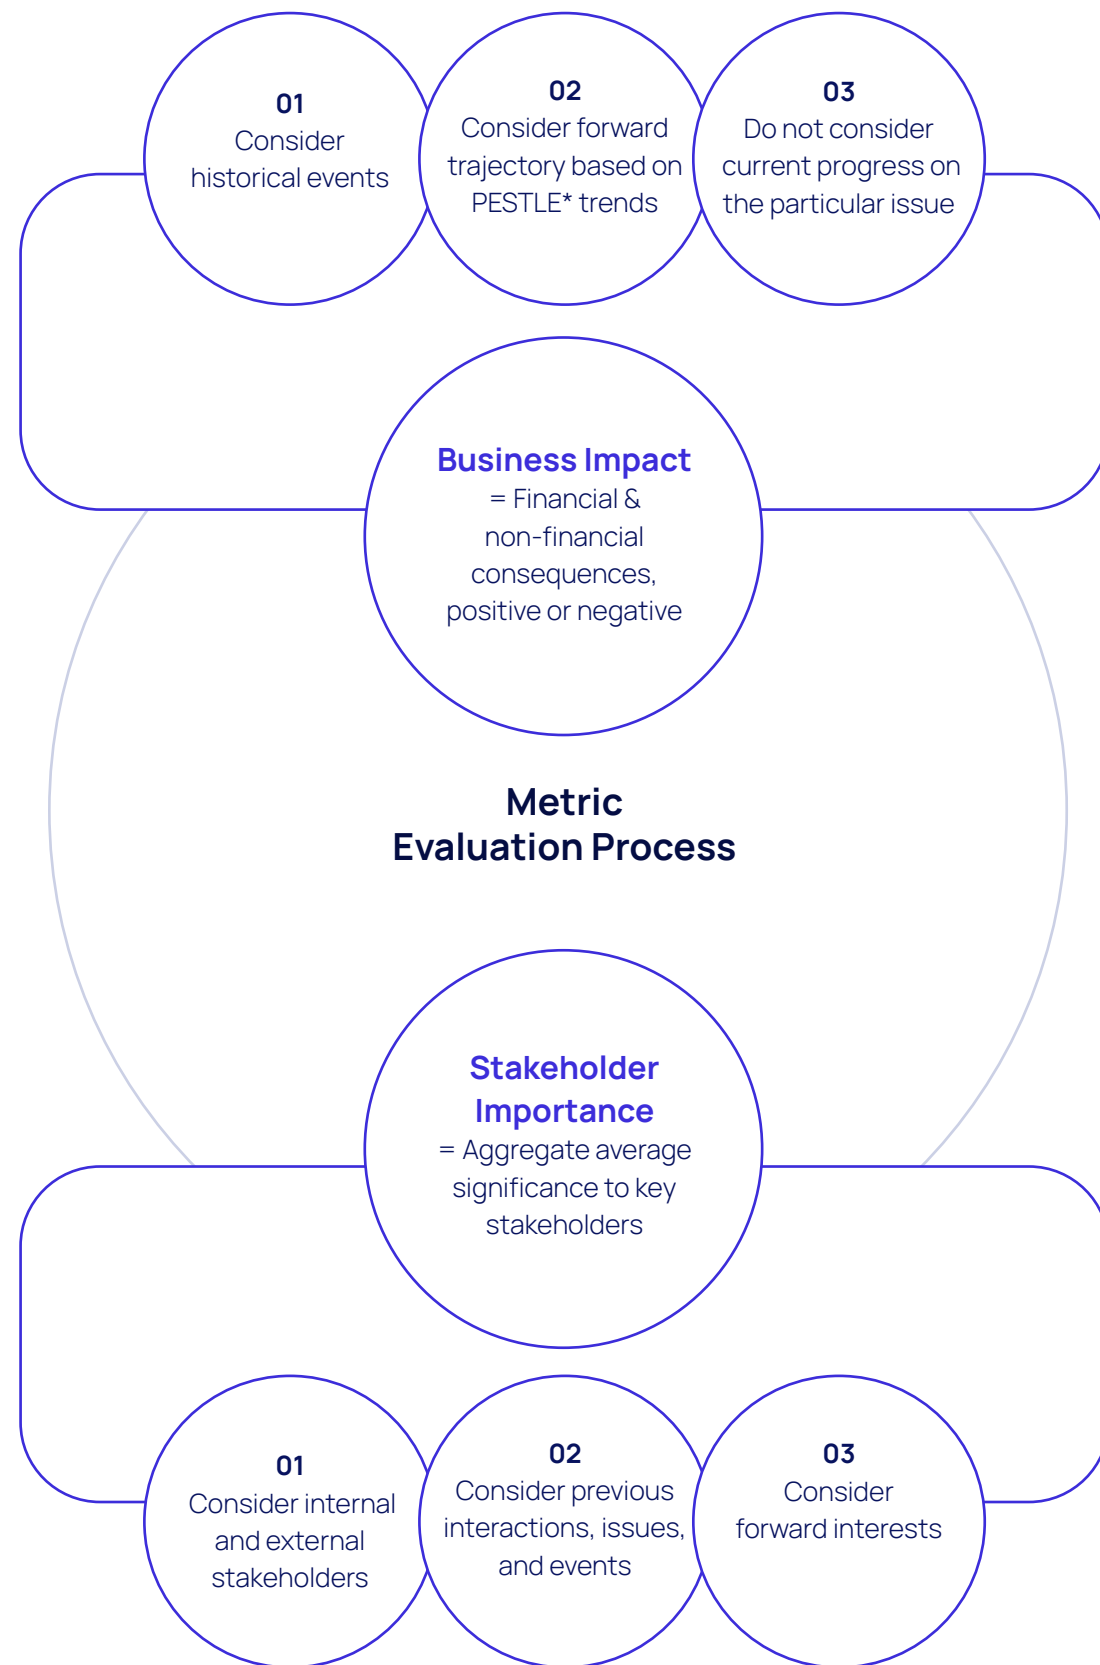 01
Consider
historical events
02
Consider forward
trajectory based on
PESTLE* trends
03
Do not consider
current progress on
the particular issue
Business Impact
= Financial &
non-financial
consequences,
positive or negative
Metric
Evaluation Process
Stakeholder
Importance
= Aggregate average
significance to key
stakeholders
01
Consider internal
and external
stakeholders
02
Consider previous
interactions, issues,
and events
03
Consider
forward interests